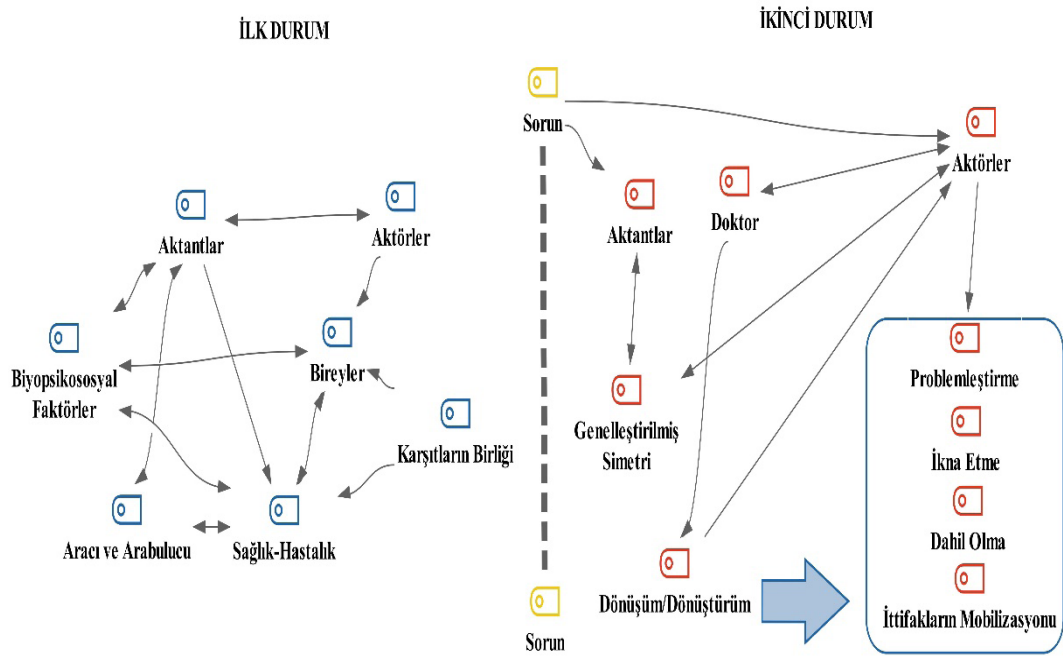 İLK DURUM
Aktantlar
Aktörler
Biyopsikososyal
Faktörler
Bireyler
Karşıtların Birliği
Aracı ve Arabulucu
Sağlık-Hastalık
İKİNCİ DURUM
Sorun
Aktörler
Aktantlar
Doktor
Genelleştirilmiş
Simetri
Dönüşüm/Dönüştürüm
Sorun
Problemleştirme
İkna Etme
Dahil Olma
İttifakların Mobilizasyonu